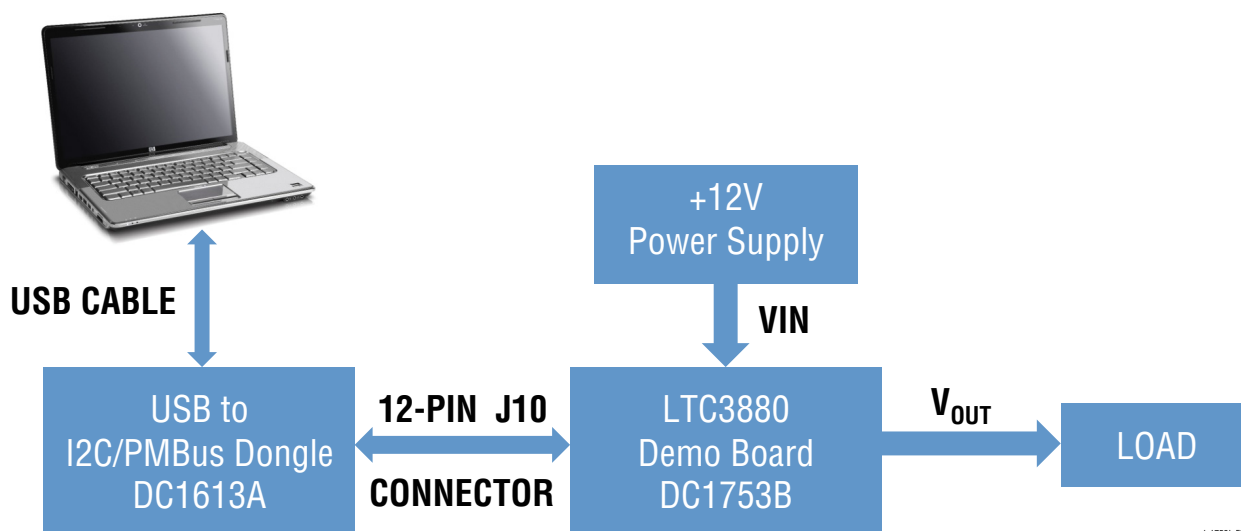 +12V
Power Supply
USB CABLE
VIN
USB to
I2C/PMBus Dongle
DC1613A
12-PIN J10
CONNECTOR
LTC3880
Demo Board
DC1753B
VOUT
LOAD